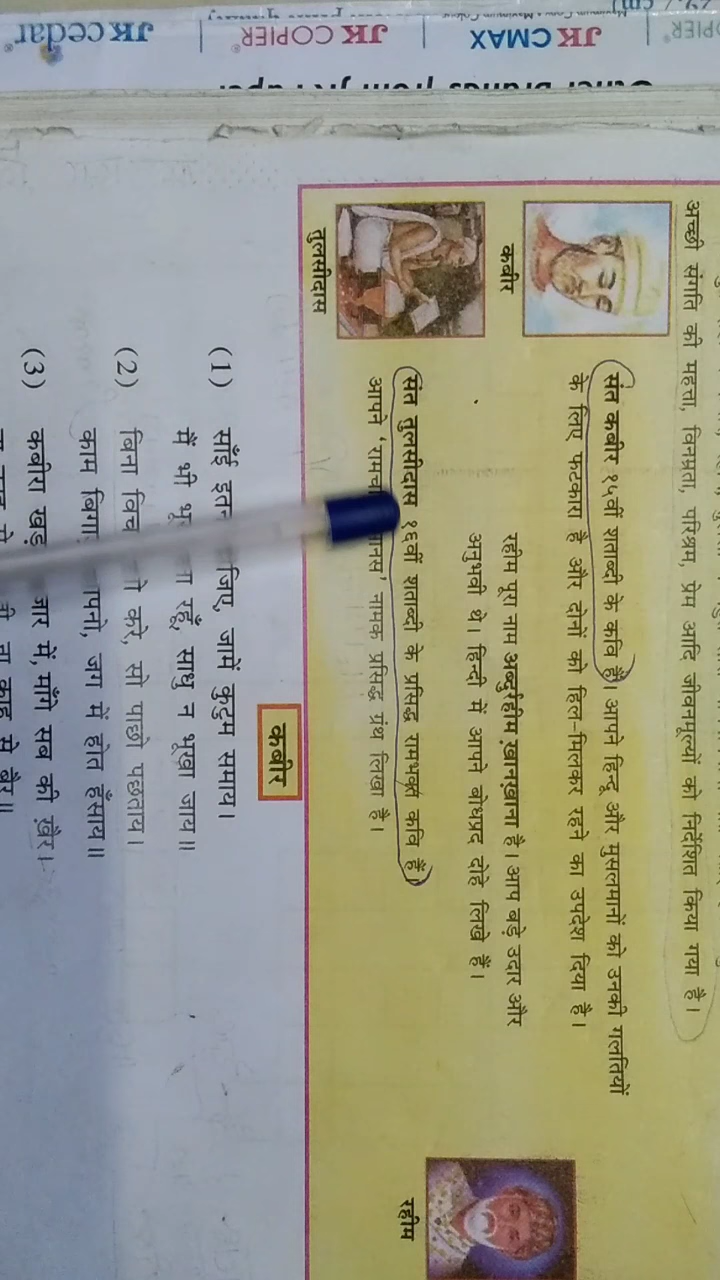 अच्छी संगति की महत्ता, विनम्रता, परिश्रम, प्रेम आदि जीवनमूल्यों को निर्देशित किया गया है।
कबीर
संत कबीर १५वीं शताब्दी के कवि हैं। आपने हिन्दू और मुसलमानों को उनकी गलतियों
के लिए फटकारा है और दोनों को हिल-मिलकर रहने का उपदेश दिया है।
रहीम पूरा नाम अब्दुर्रहीम ख़ानख़ाना है। आप बड़े उदार और
अनुभवी थे। हिन्दी में आपने बोधप्रद दोहे लिखे हैं।
रहीम
तुलसीदास
संत तुलसीदास १६वीं शताब्दी के प्रसिद्ध रामभक्त कवि हैं।
आपने 'रामच मानस' नामक प्रसिद्ध ग्रंथ लिखा है।
कबीर
(1) साँई इतन जिए, जामें कुटुम समाय।
में भी भू रहूँ, साधु न भूखा जाय॥
(2) बिना विच करे, सो पाछो पछताय।
काम बिगा पनो, जग में होत हँसाय॥
(3) कबीरा खड़ जार में, माँगे सब की ख़ैर।
न काहू से बैर॥
JK COPIER
JK CMAX
JK COPIER
JK cedar